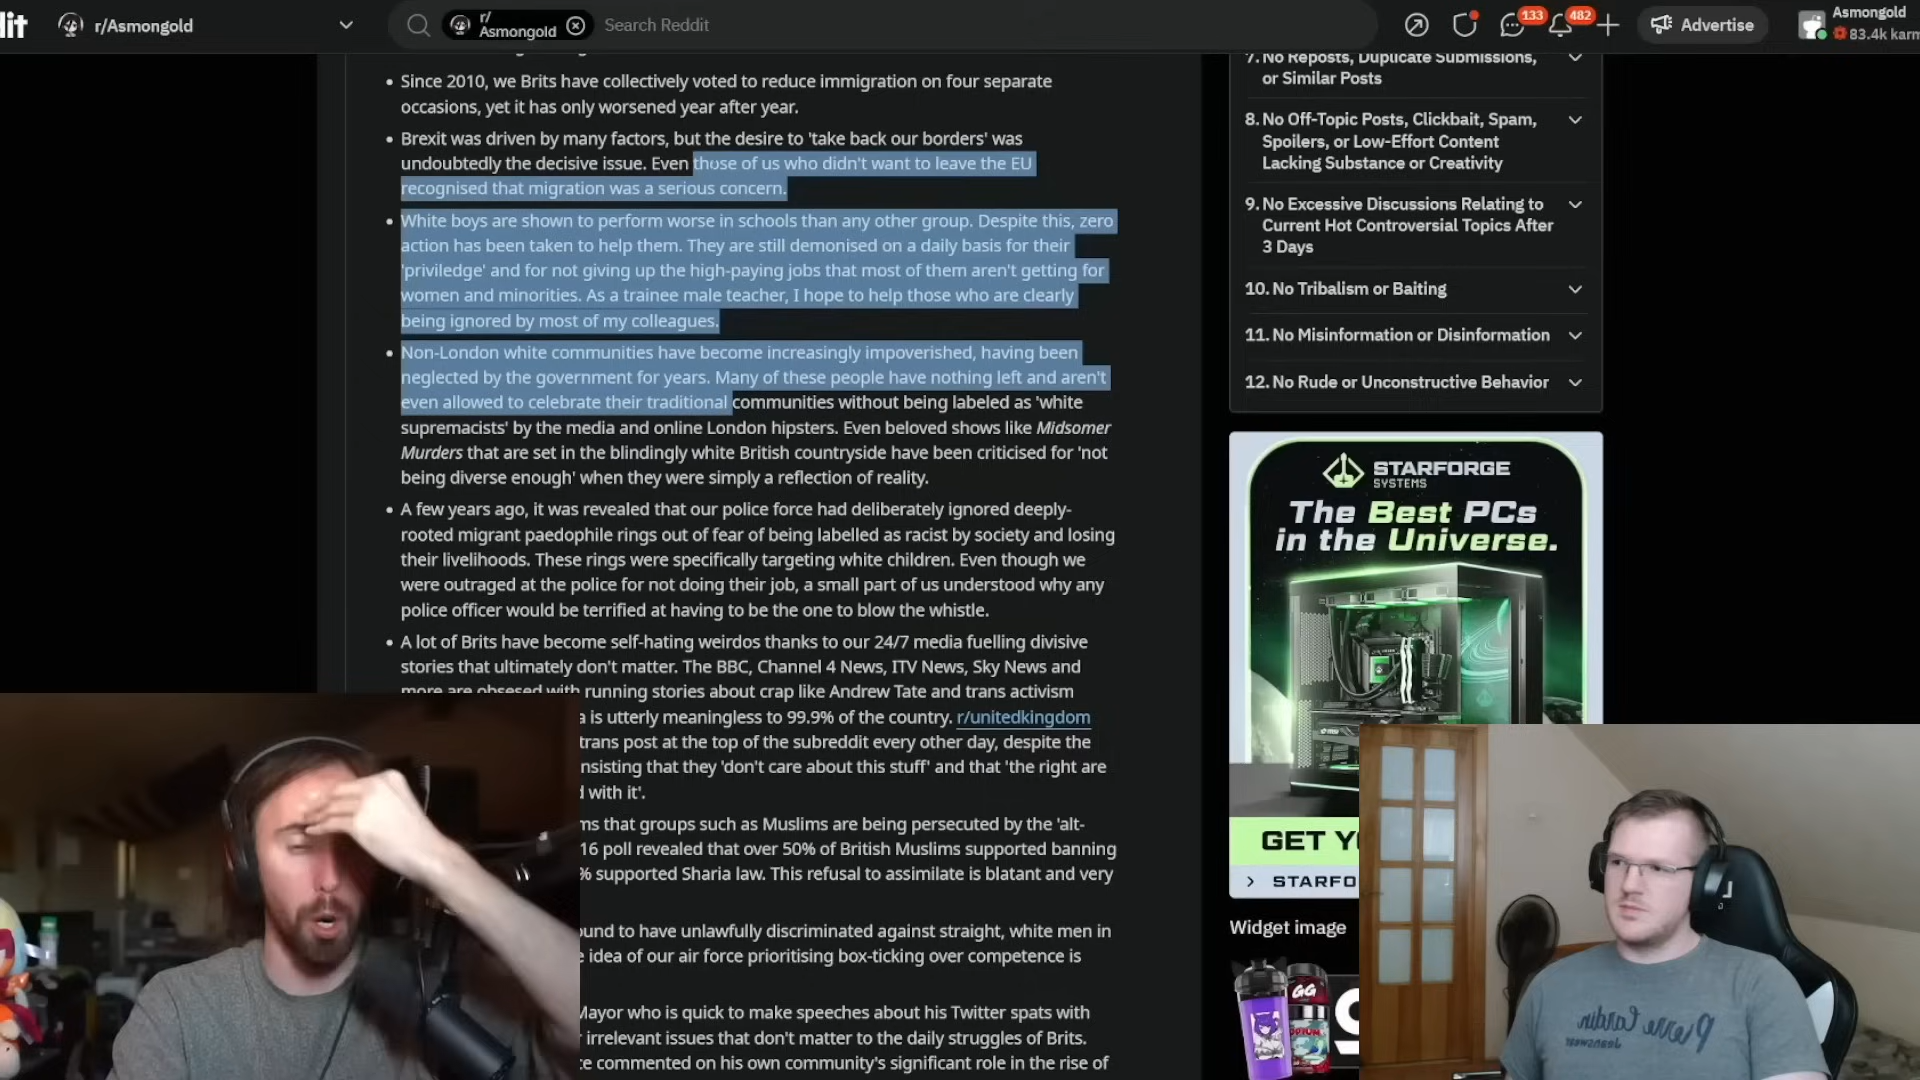 dit
r/Asmongold
r/
Asmongold
Search Reddit
133
482
Advertise
Asmongold
83.4k karm
Since 2010, we Brits have collectively voted to reduce immigration on four separate
occasions, yet it has only worsened year after year.
Brexit was driven by many factors, but the desire to 'take back our borders' was
undoubtedly the decisive issue. Even those of us who didn't want to leave the EU
recognised that migration was a serious concern.
White boys are shown to perform worse in schools than any other group. Despite this, zero
action has been taken to help them. They are still demonised on a daily basis for their
'priviledge' and for not giving up the high-paying jobs that most of them aren't getting for
women and minorities. As a trainee male teacher, I hope to help those who are clearly
being ignored by most of my colleagues.
Non-London white communities have become increasingly impoverished, having been
neglected by the government for years. Many of these people have nothing left and aren't
even allowed to celebrate their traditional communities without being labeled as 'white
supremacists' by the media and online London hipsters. Even beloved shows like Midsomer
Murders that are set in the blindingly white British countryside have been criticised for 'not
being diverse enough' when they were simply a reflection of reality.
A few years ago, it was revealed that our police force had deliberately ignored deeply-
rooted migrant paedophile rings out of fear of being labelled as racist by society and losing
their livelihoods. These rings were specifically targeting white children. Even though we
were outraged at the police for not doing their job, a small part of us understood why any
police officer would be terrified at having to be the one to blow the whistle.
A lot of Brits have become self-hating weirdos thanks to our 24/7 media fuelling divisive
stories that ultimately don't matter. The BBC, Channel 4 News, ITV News, Sky News and
more are obsesed with running stories about crap like Andrew Tate and trans activism
a is utterly meaningless to 99.9% of the country. r/unitedkingdom
trans post at the top of the subreddit every other day, despite the
nsisting that they 'don't care about this stuff' and that 'the right are
d with it'.
ms that groups such as Muslims are being persecuted by the 'alt-
16 poll revealed that over 50% of British Muslims supported banning
% supported Sharia law. This refusal to assimilate is blatant and very
ound to have unlawfully discriminated against straight, white men in
e idea of our air force prioritising box-ticking over competence is
Mayor who is quick to make speeches about his Twitter spats with
r irrelevant issues that don't matter to the daily struggles of Brits.
ce commented on his own community's significant role in the rise of
7. No Reposts, Duplicate Submissions,
or Similar Posts
8. No Off-Topic Posts, Clickbait, Spam,
Spoilers, or Low-Effort Content
Lacking Substance or Creativity
9. No Excessive Discussions Relating to
Current Hot Controversial Topics After
3 Days
10. No Tribalism or Baiting
11. No Misinformation or Disinformation
12. No Rude or Unconstructive Behavior
STARFORGE
SYSTEMS
The Best PCs
in the Universe.
GET Y
STARFO
Widget image
GG